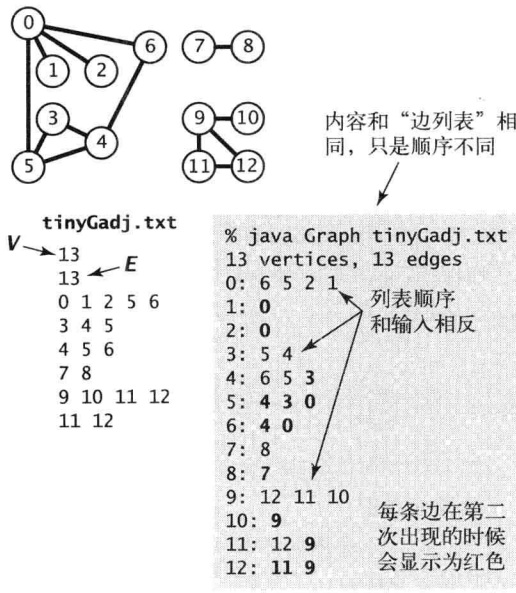 0
6
7
8
1
2
3
4
9
10
5
11
12
内容和“边列表”相
同，只是顺序不同
tinyGadj.txt
V
13
13
E
0 1 2 5 6
3 4 5
4 5 6
7 8
9 10 11 12
11 12
% java Graph tinyGadj.txt
13 vertices, 13 edges
0: 6 5 2 1
1: 0
2: 0
3: 5 4
4: 6 5 3
5: 4 3 0
6: 4 0
7: 8
8: 7
9: 12 11 10
10: 9
11: 12 9
12: 11 9
列表顺序
和输入相反
每条边在第二
次出现的时候
会显示为红色